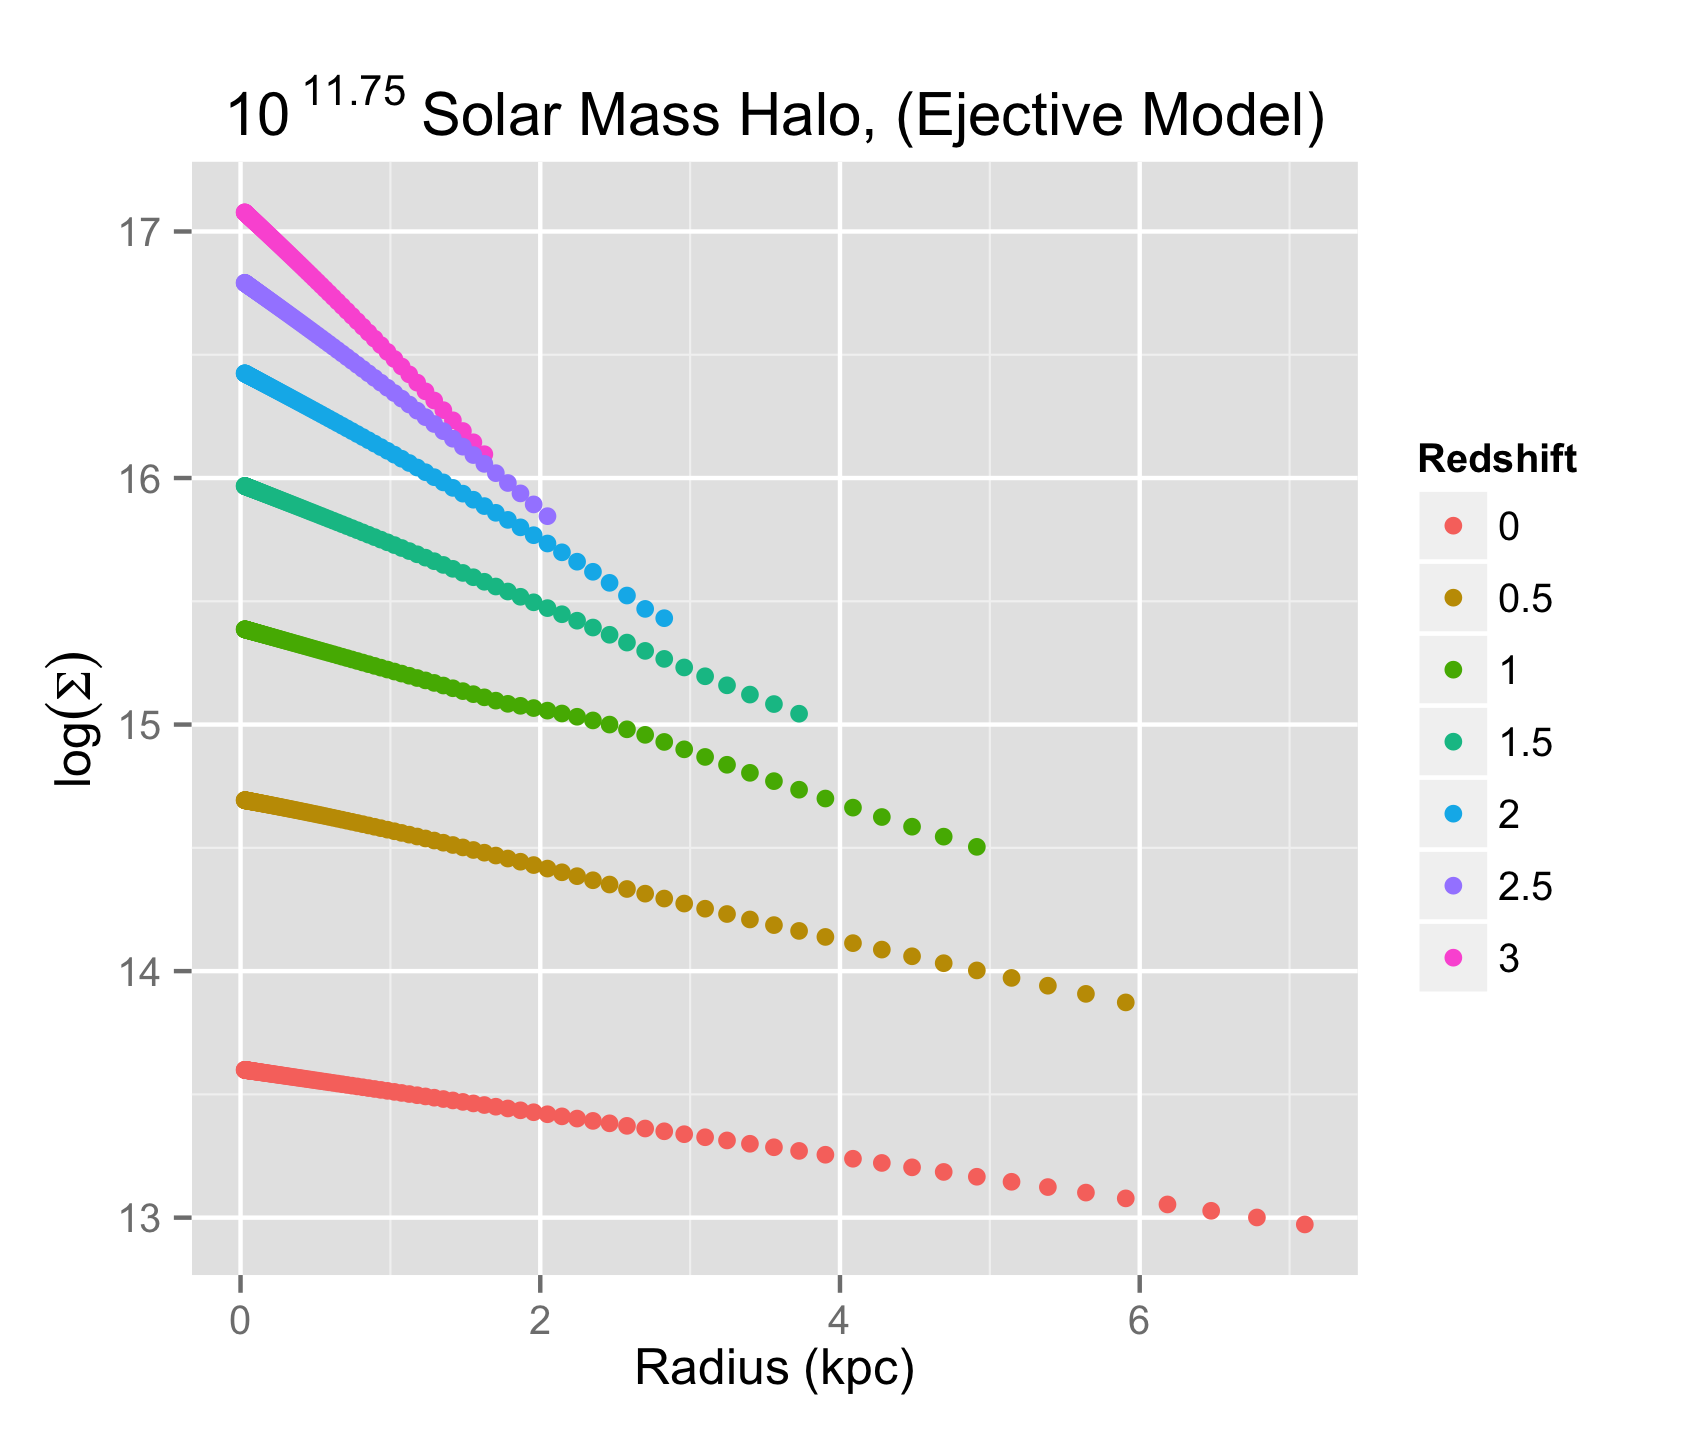 10^11.75 Solar Mass Halo, (Ejective Model)
17
16
15
14
13
log(Σ)
0 2 4 6
Radius (kpc)
Redshift
0
0.5
1
1.5
2
2.5
3